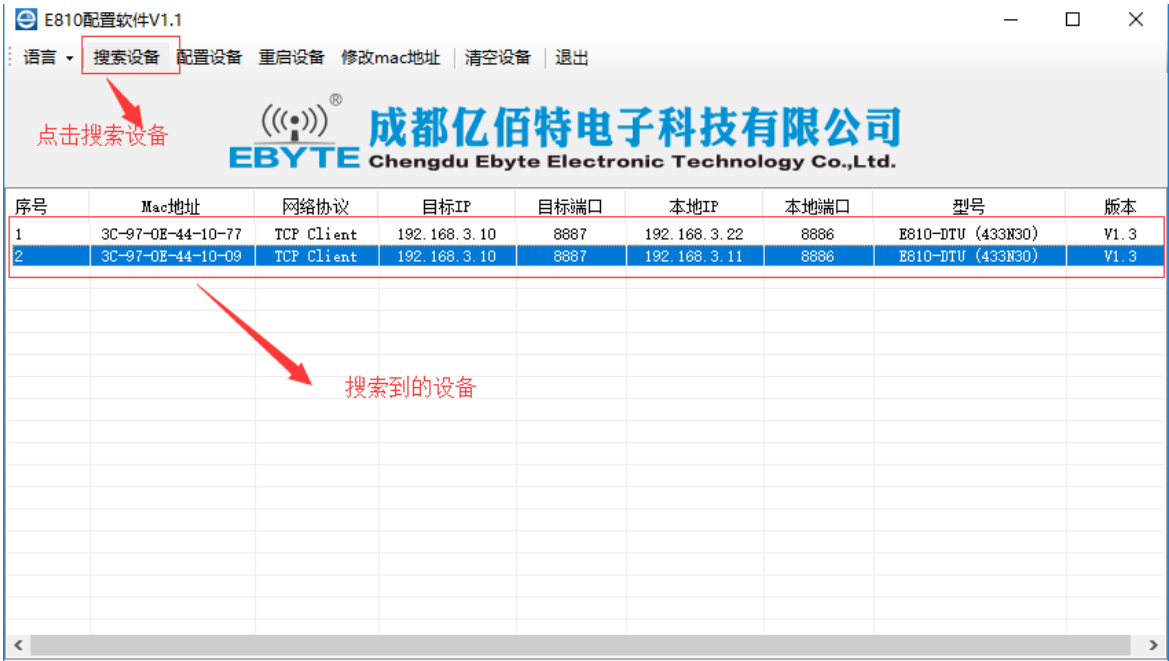 E810配置软件V1.1
语言 搜索设备 配置设备 重启设备 修改mac地址 清空设备 退出
点击搜索设备
®
EBYTE
成都亿佰特电子科技有限公司
Chengdu Ebyte Electronic Technology Co.,Ltd.
序号 Mac地址 网络协议 目标IP 目标端口 本地IP 本地端口 型号 版本
1 3C-97-0E-44-10-77 TCP Client 192.168.3.10 8887 192.168.3.22 8886 E810-DTU (433N30) V1.3
2 3C-97-0E-44-10-09 TCP Client 192.168.3.10 8887 192.168.3.11 8886 E810-DTU (433N30) V1.3
搜索到的设备